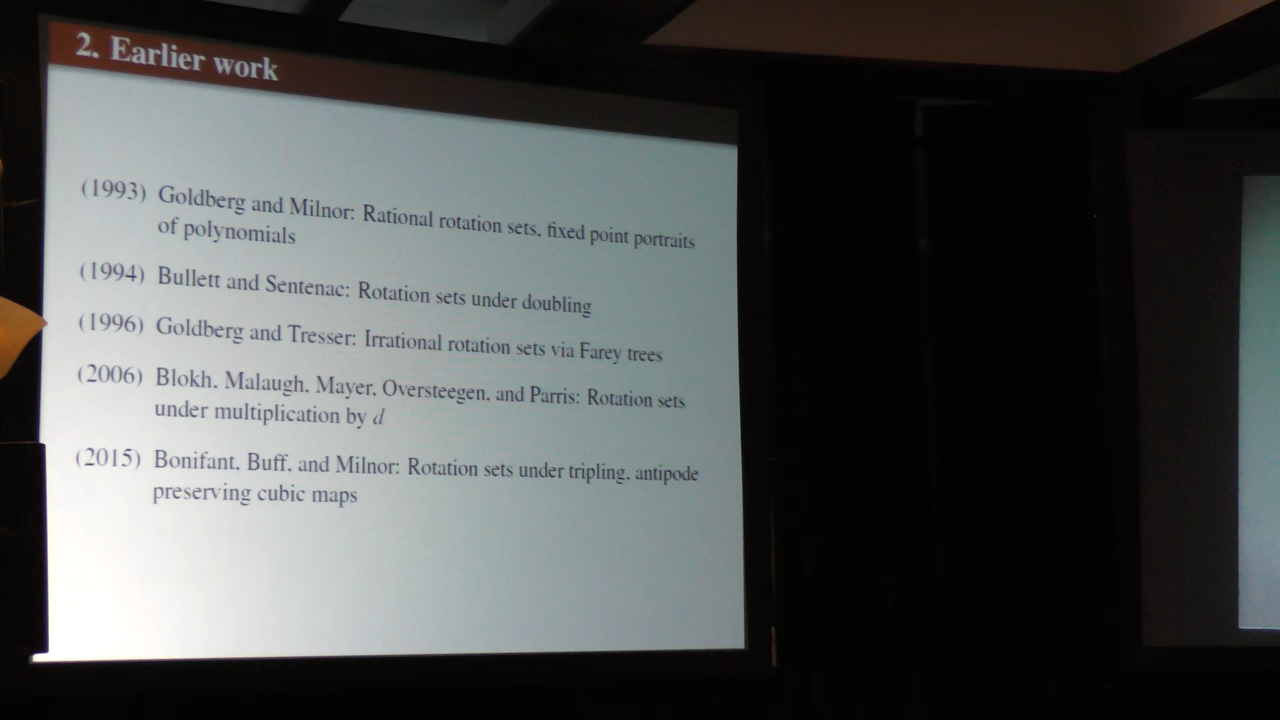 2. Earlier work
(1993) Goldberg and Milnor: Rational rotation sets, fixed point portraits
of polynomials
(1994) Bullett and Sentenac: Rotation sets under doubling
(1996) Goldberg and Tresser: Irrational rotation sets via Farey trees
(2006) Blokh, Malaugh, Mayer, Oversteegen, and Parris: Rotation sets
under multiplication by d
(2015) Bonifant, Buff, and Milnor: Rotation sets under tripling, antipode
preserving cubic maps